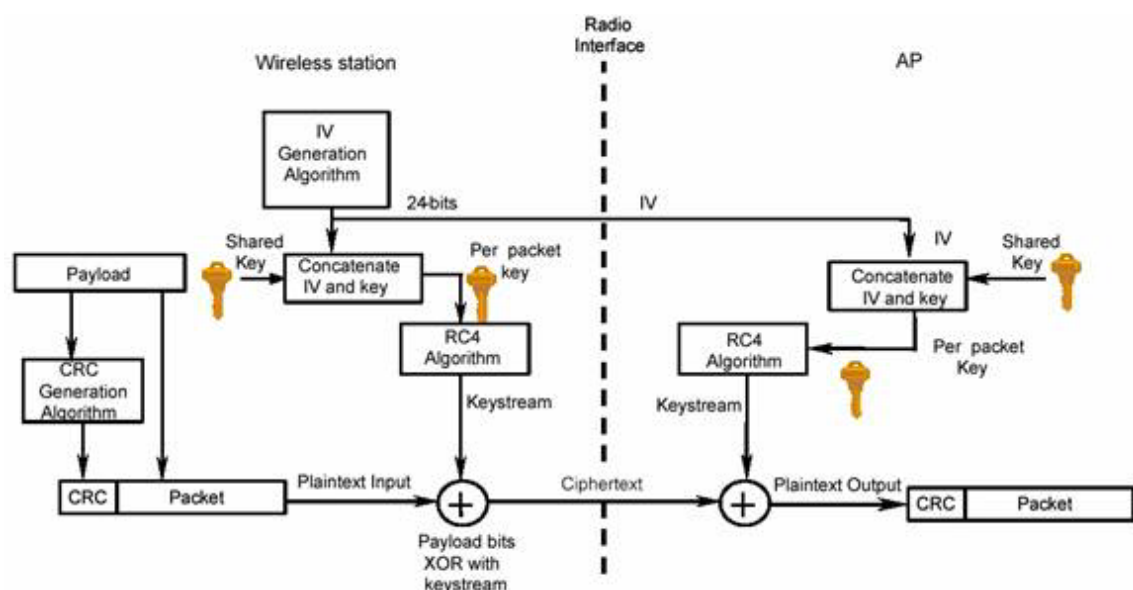 Radio
Interface
Wireless station
AP
IV
Generation
Algorithm
24-bits
IV
Shared
Key
Per packet
key
IV
Shared
Key
Payload
Concatenate
IV and key
Concatenate
IV and key
RC4
Algorithm
RC4
Algorithm
Per packet
Key
CRC
Generation
Algorithm
Keystream
Keystream
CRC
Packet
Plaintext Input
Ciphertext
Plaintext Output
CRC
Packet
Payload bits
XOR with
keystream